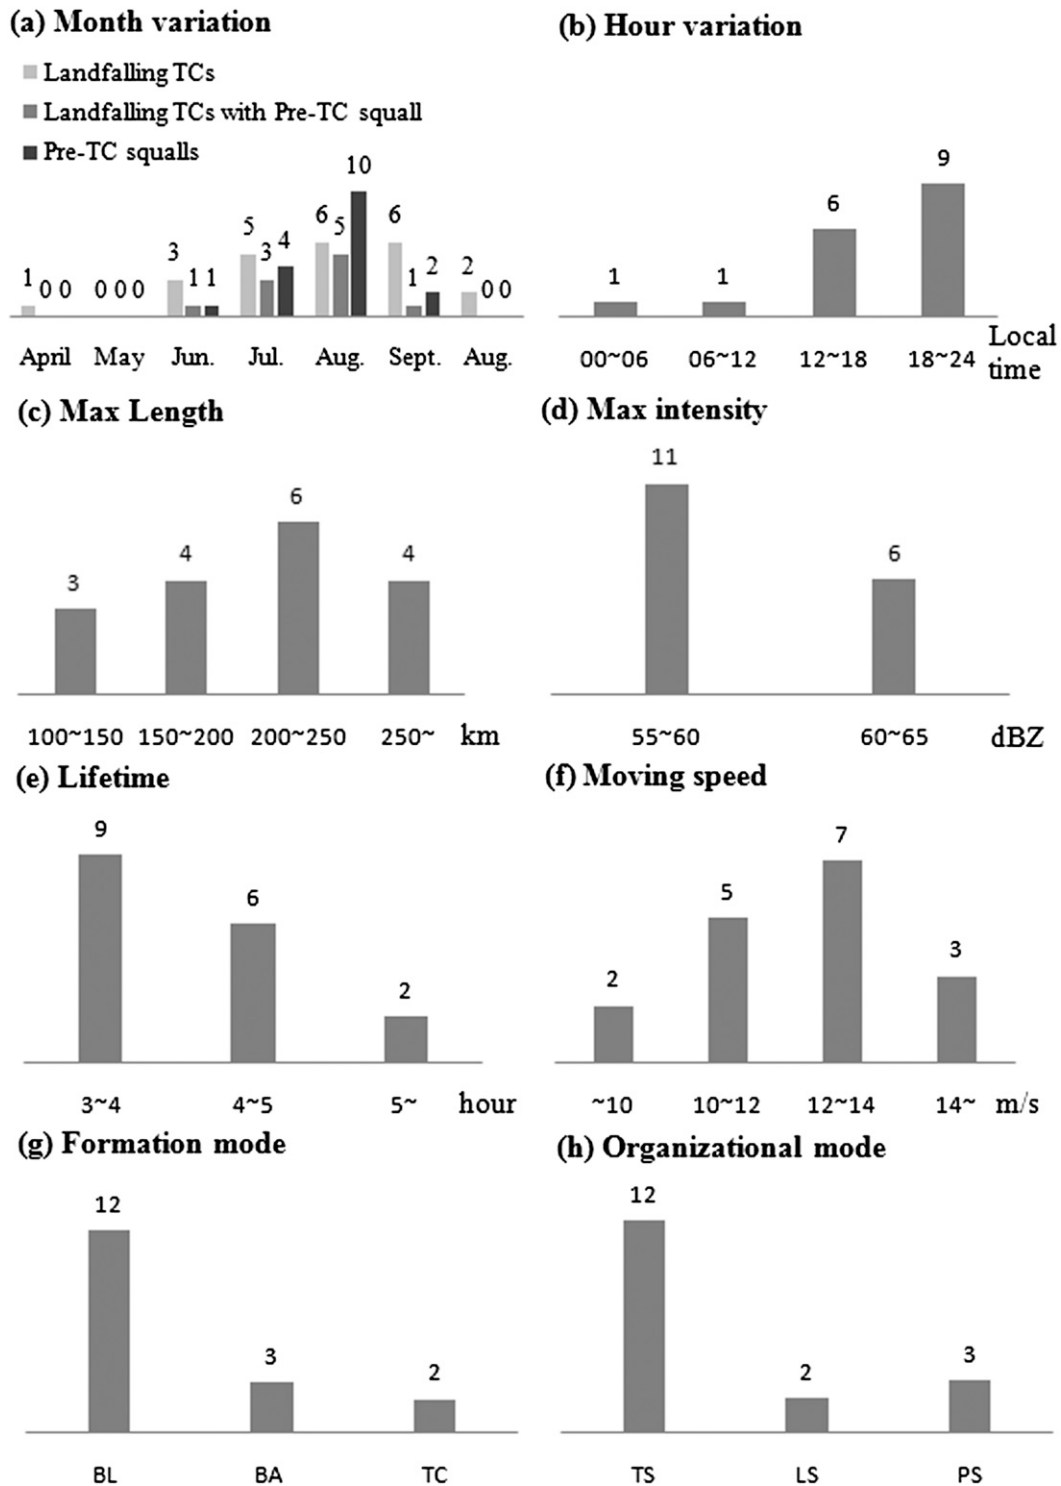 (a) Month variation
Landfalling TCs
Landfalling TCs with Pre-TC squall
Pre-TC squalls
1 0 0 0 0 0 3 1 1 5 3 4 6 5 10 6 1 2 2 0 0
April May Jun. Jul. Aug. Sept. Aug.
(b) Hour variation
1 1 6 9
00~06 06~12 12~18 18~24 Local
time
(c) Max Length
3 4 6 4
100~150 150~200 200~250 250~ km
(d) Max intensity
11 6
55~60 60~65 dBZ
(e) Lifetime
9 6 2
3~4 4~5 5~ hour
(f) Moving speed
2 5 7 3
~10 10~12 12~14 14~ m/s
(g) Formation mode
12 3 2
BL BA TC
(h) Organizational mode
12 2 3
TS LS PS